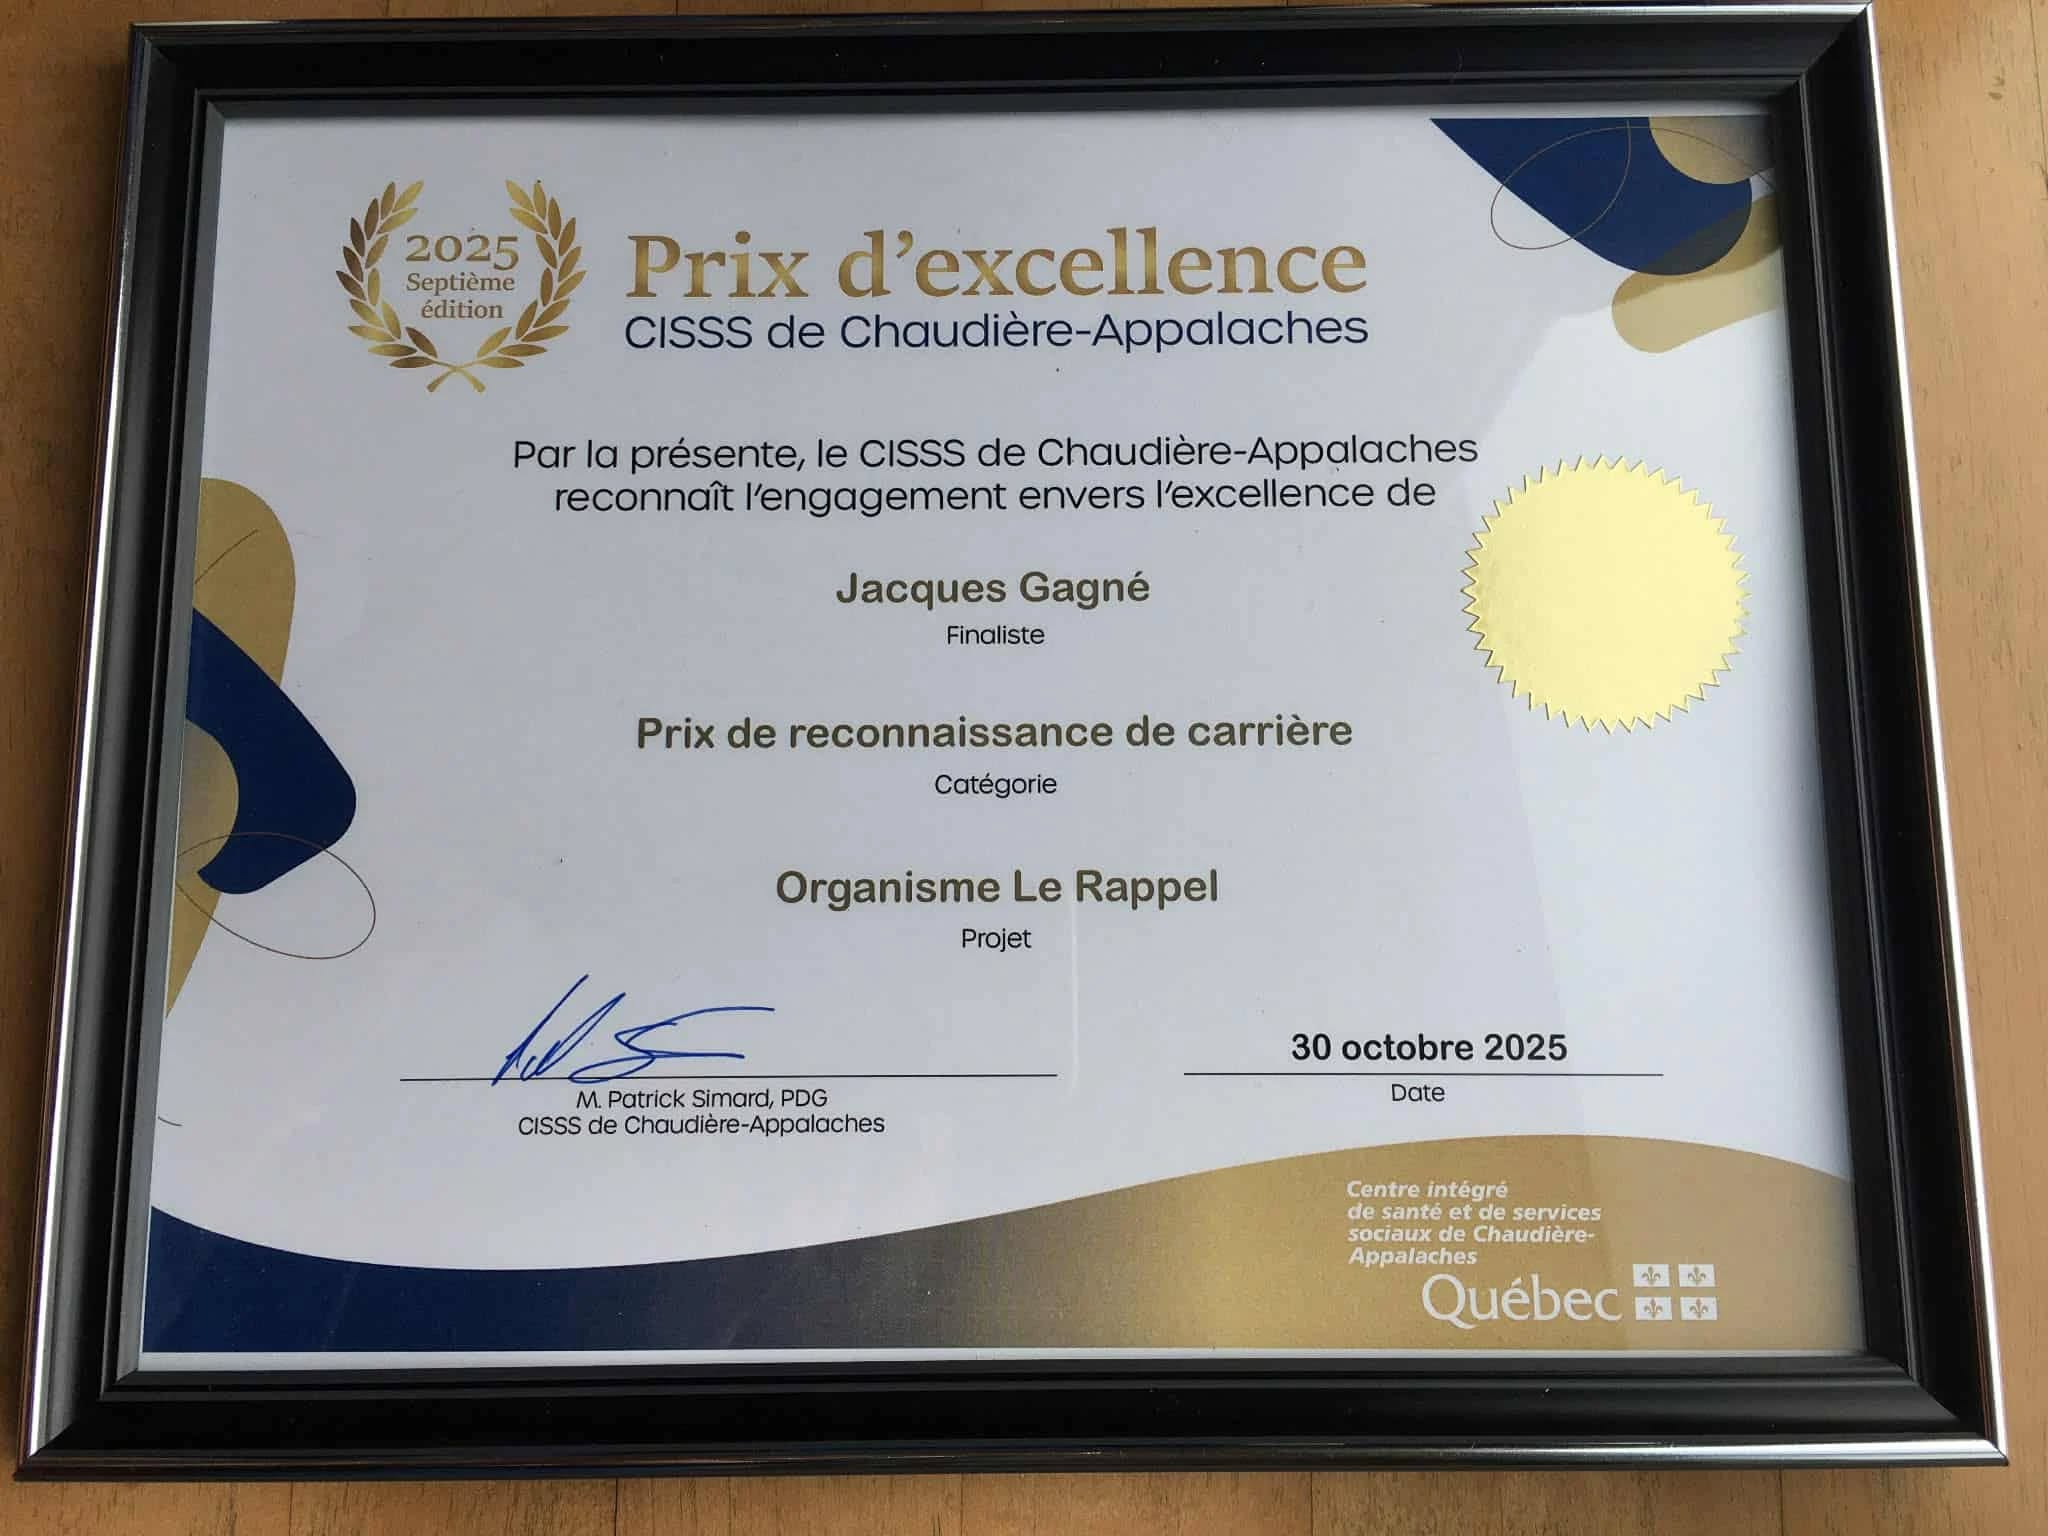 2025
Septième
édition
Prix d'excellence
CISSS de Chaudière-Appalaches
Par la présente, le CISSS de Chaudière-Appalaches
reconnaît l'engagement envers l'excellence de
Jacques Gagné
Finaliste
Prix de reconnaissance de carrière
Catégorie
Organisme Le Rappel
Projet
M. Patrick Simard, PDG
CISSS de Chaudière-Appalaches
30 octobre 2025
Date
Centre intégré
de santé et de services
sociaux de Chaudière-
Appalaches
Québec